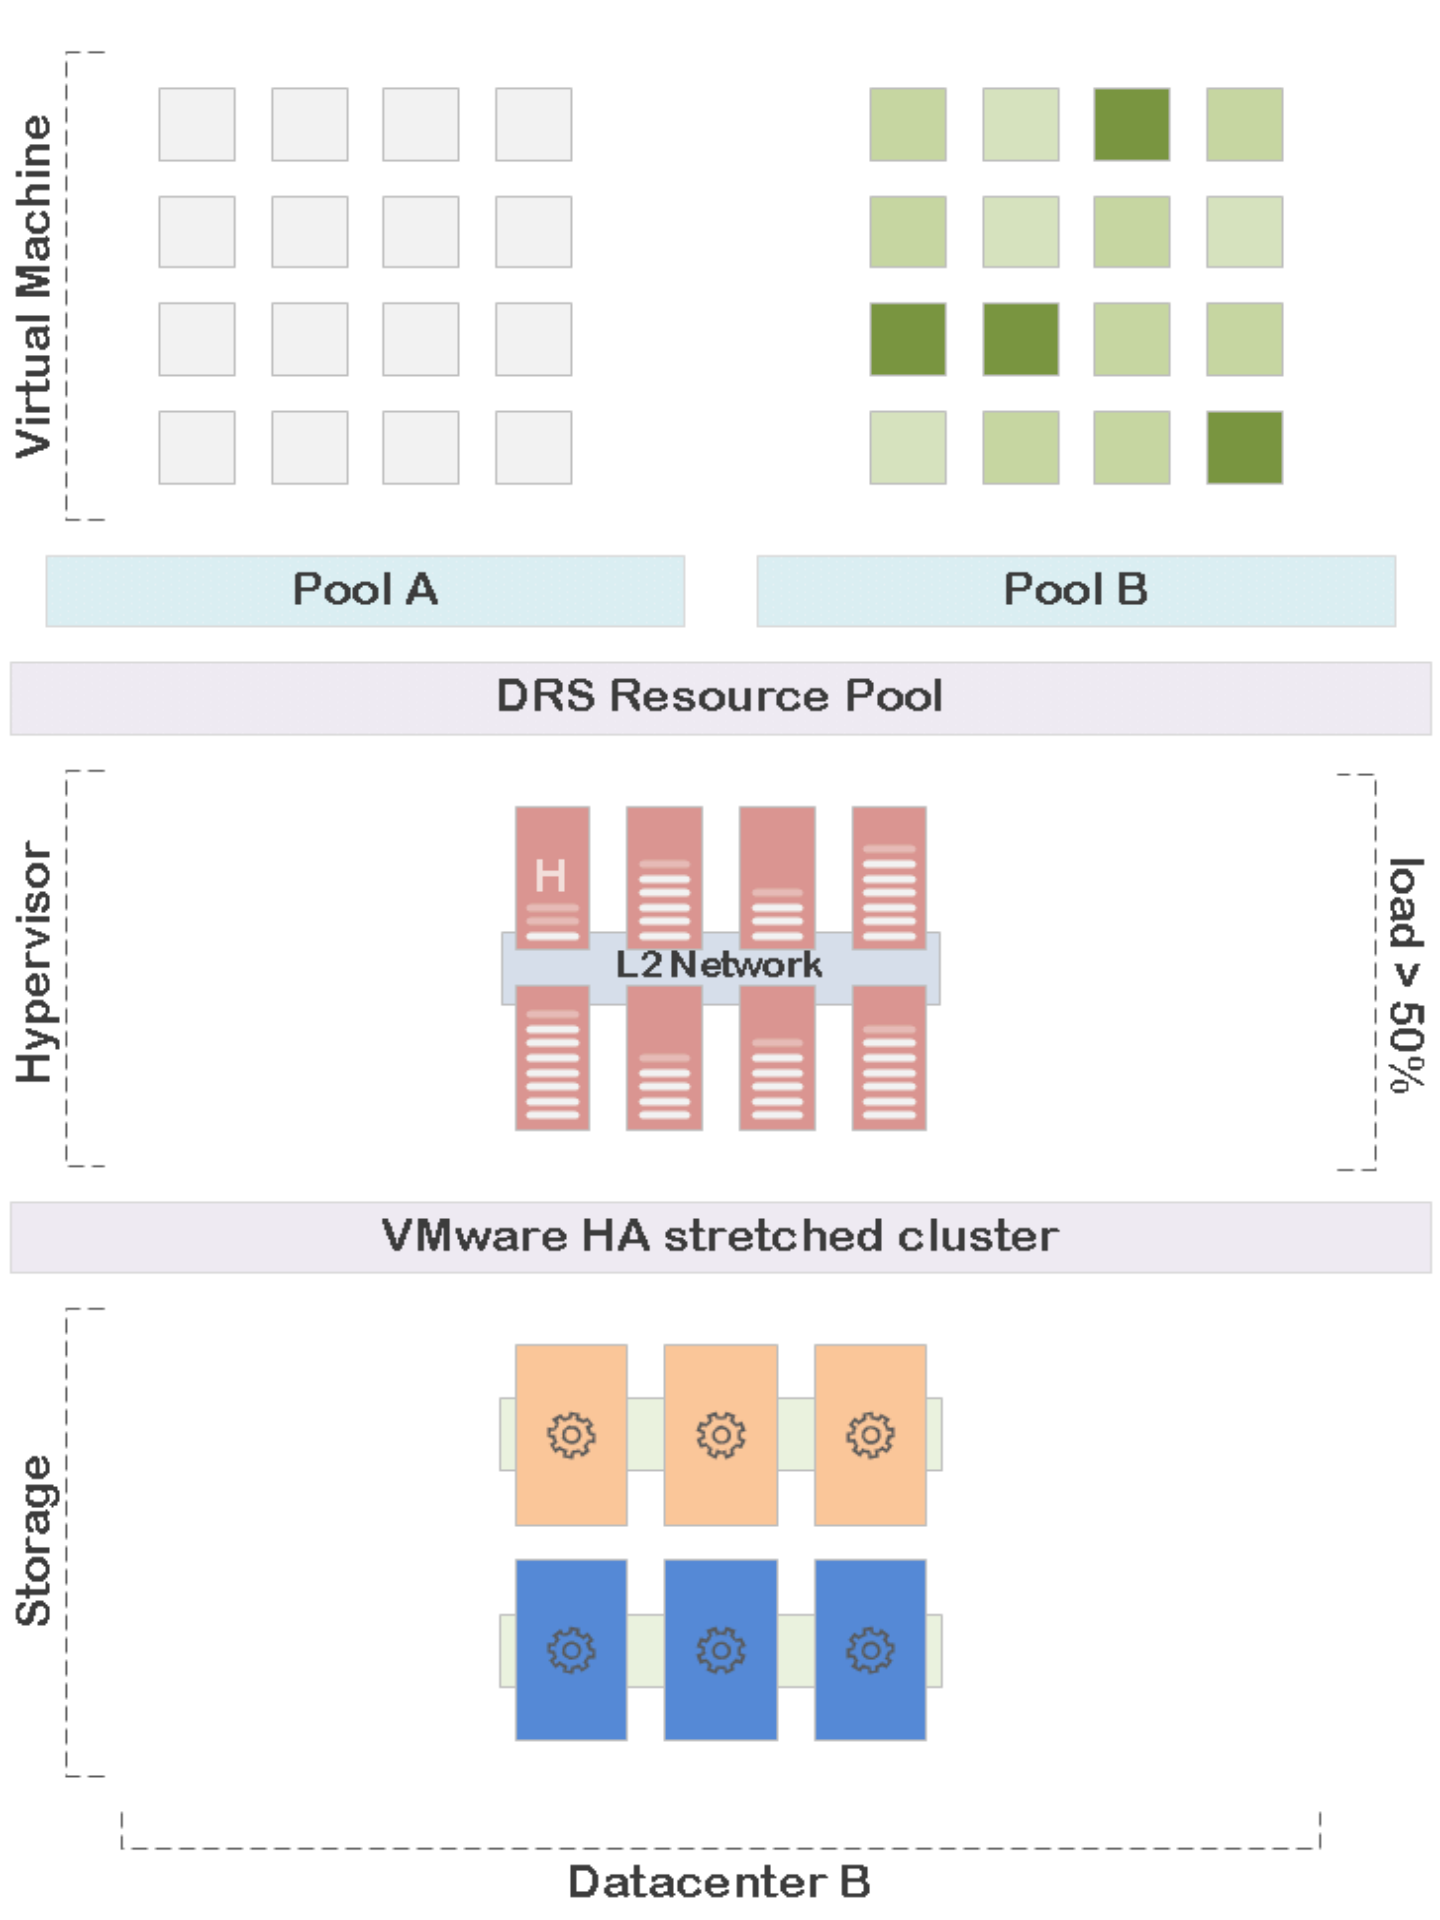 Virtual Machine
Pool A
Pool B
DRS Resource Pool
Hypervisor
H
L2 Network
load > 50%
VMware HA stretched cluster
Storage
Datacenter B